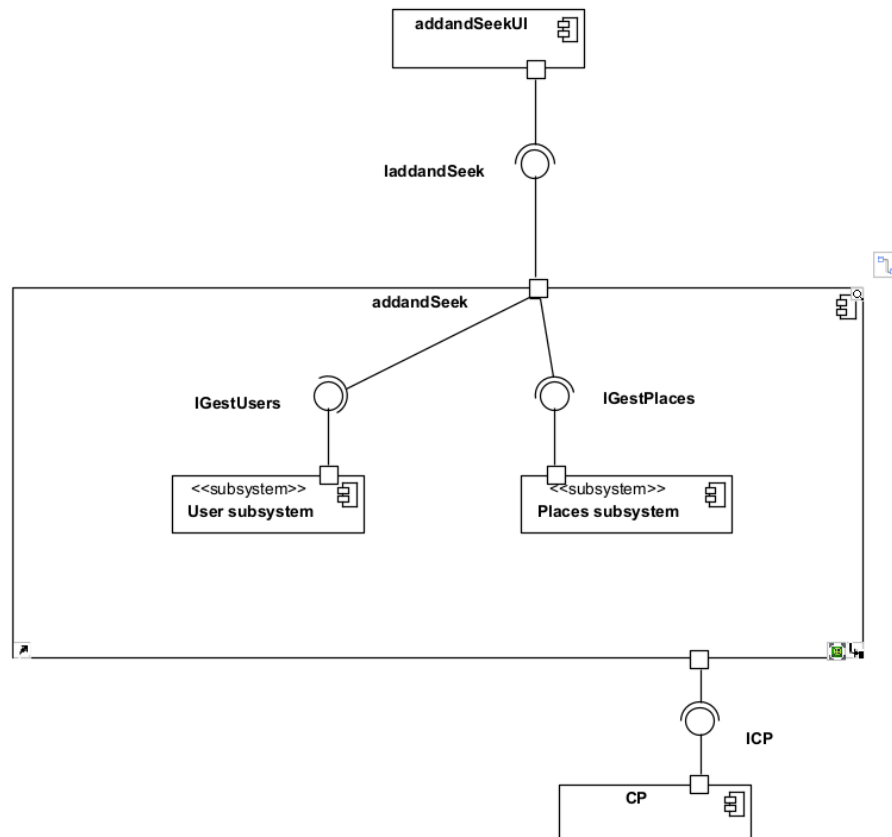 addandSeekUI
IaddandSeek
addandSeek
IGestUsers
IGestPlaces
<<subsystem>>
User subsystem
<<subsystem>>
Places subsystem
ICP
CP